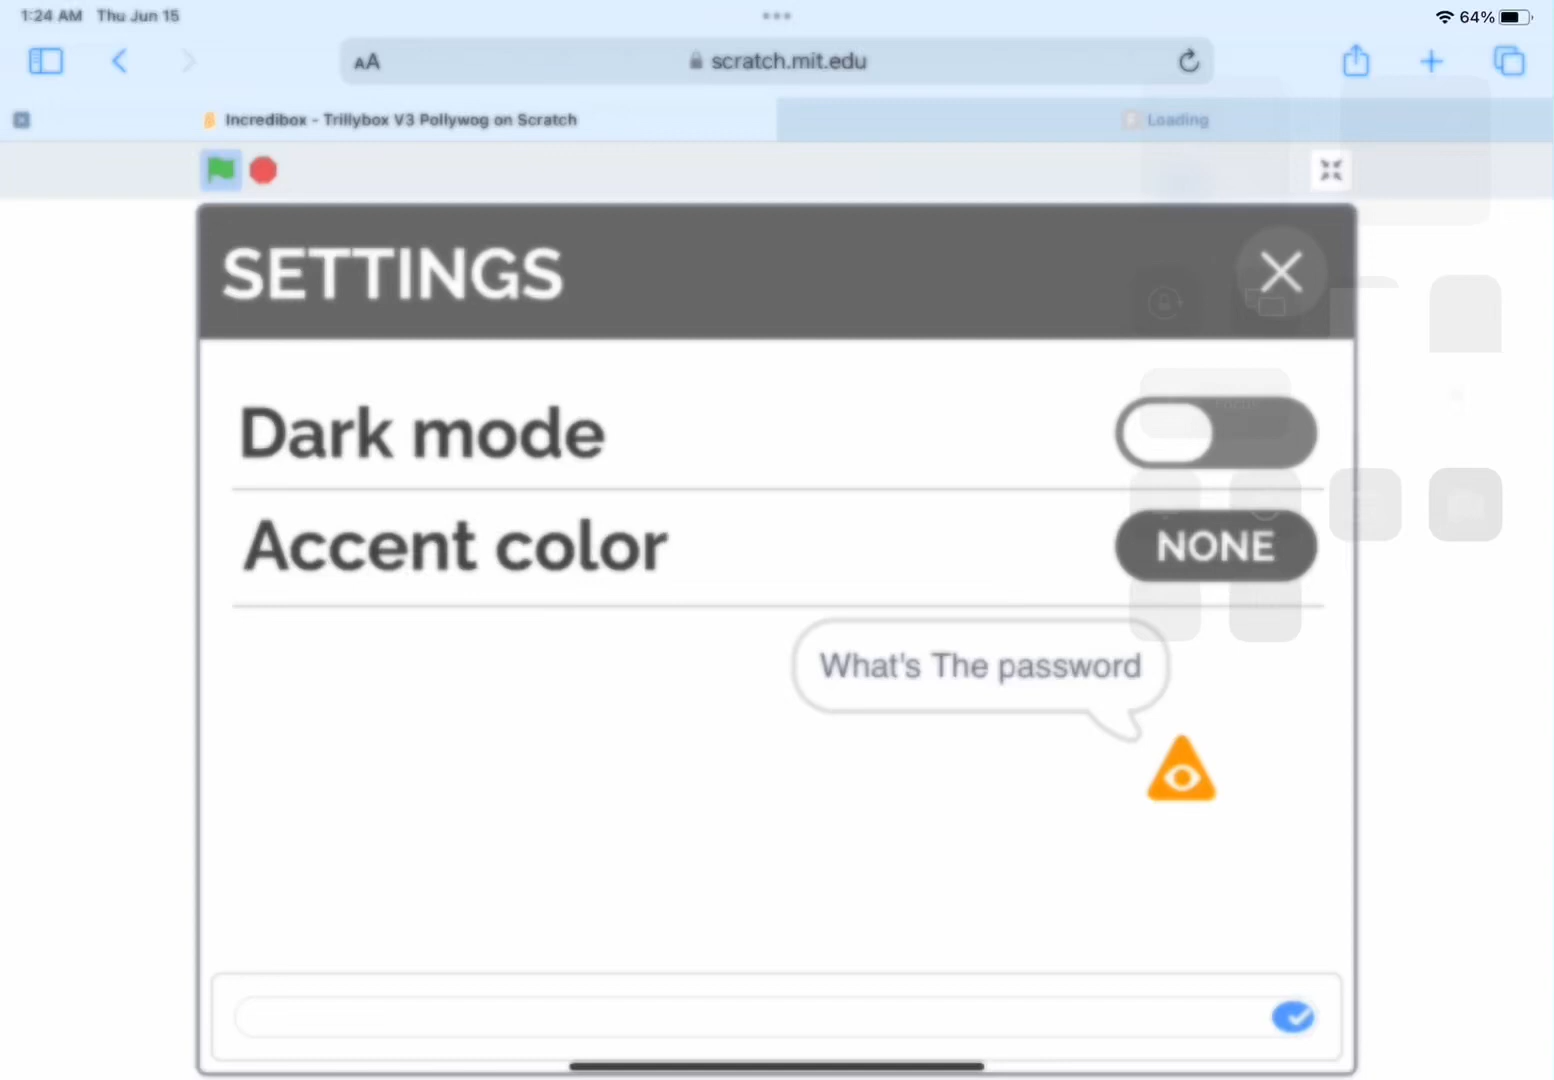 1:24 AM Thu Jun 15
64%
AA
scratch.mit.edu
Incredibox - Trillybox V3 Pollywog on Scratch
Loading
SETTINGS
Dark mode
Accent color
NONE
What's The password